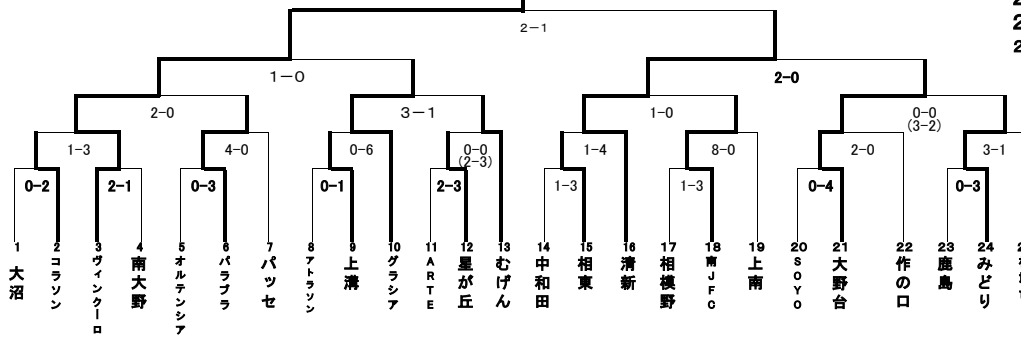 2－1
1－0
2-0
2-0
3－1
1-0
0-0
(3-2)
1-3
4-0
0-6
0-0
(2-3)
1-4
8-0
2-0
3-1
0-2
2-1
0-3
0-1
2-3
1-3
1-3
0-4
0-3
1 大沼
2 コラソン
3 ヴィンクーロ
4 南大野
5 オルテンシア
6 パラブラ
7 パッセ
8 アトラソン
9 上溝
10 グラシア
11 ARTE
12 星が丘
13 むげん
14 中和田
15 相東
16 清新
17 相模野
18 南JFC
19 上南
20 SOYO
21 大野台
22 作の口
23 鹿島
24 みどり